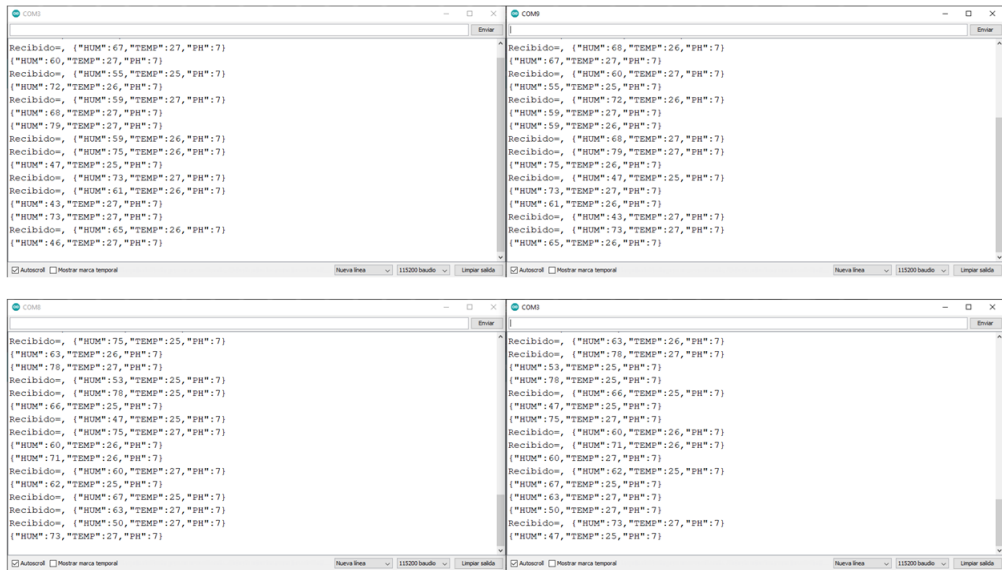 COM3
Enviar
Recibido=, {"HUM":67,"TEMP":27,"PH":7}
{"HUM":60,"TEMP":27,"PH":7}
Recibido=, {"HUM":55,"TEMP":25,"PH":7}
{"HUM":72,"TEMP":26,"PH":7}
Recibido=, {"HUM":59,"TEMP":27,"PH":7}
{"HUM":68,"TEMP":27,"PH":7}
{"HUM":79,"TEMP":27,"PH":7}
Recibido=, {"HUM":59,"TEMP":26,"PH":7}
Recibido=, {"HUM":75,"TEMP":26,"PH":7}
{"HUM":47,"TEMP":25,"PH":7}
Recibido=, {"HUM":73,"TEMP":27,"PH":7}
Recibido=, {"HUM":61,"TEMP":26,"PH":7}
{"HUM":43,"TEMP":27,"PH":7}
{"HUM":73,"TEMP":27,"PH":7}
Recibido=, {"HUM":65,"TEMP":26,"PH":7}
{"HUM":46,"TEMP":27,"PH":7}
Autoscroll Mostrar marca temporal Nueva línea 115200 baudio Limpiar salida
COM9
Enviar
Recibido=, {"HUM":68,"TEMP":26,"PH":7}
{"HUM":67,"TEMP":27,"PH":7}
Recibido=, {"HUM":60,"TEMP":27,"PH":7}
{"HUM":55,"TEMP":25,"PH":7}
Recibido=, {"HUM":72,"TEMP":26,"PH":7}
{"HUM":59,"TEMP":27,"PH":7}
{"HUM":59,"TEMP":26,"PH":7}
Recibido=, {"HUM":68,"TEMP":27,"PH":7}
Recibido=, {"HUM":79,"TEMP":27,"PH":7}
{"HUM":75,"TEMP":26,"PH":7}
Recibido=, {"HUM":47,"TEMP":25,"PH":7}
{"HUM":73,"TEMP":27,"PH":7}
{"HUM":61,"TEMP":26,"PH":7}
Recibido=, {"HUM":43,"TEMP":27,"PH":7}
Recibido=, {"HUM":73,"TEMP":27,"PH":7}
{"HUM":65,"TEMP":26,"PH":7}
Autoscroll Mostrar marca temporal Nueva línea 115200 baudio Limpiar salida
Enviar
Recibido=, {"HUM":75,"TEMP":25,"PH":7}
{"HUM":63,"TEMP":26,"PH":7}
{"HUM":78,"TEMP":27,"PH":7}
Recibido=, {"HUM":53,"TEMP":25,"PH":7}
Recibido=, {"HUM":78,"TEMP":25,"PH":7}
{"HUM":66,"TEMP":25,"PH":7}
Recibido=, {"HUM":47,"TEMP":25,"PH":7}
Recibido=, {"HUM":75,"TEMP":27,"PH":7}
{"HUM":60,"TEMP":26,"PH":7}
{"HUM":71,"TEMP":26,"PH":7}
Recibido=, {"HUM":60,"TEMP":27,"PH":7}
{"HUM":62,"TEMP":25,"PH":7}
Recibido=, {"HUM":67,"TEMP":25,"PH":7}
Recibido=, {"HUM":63,"TEMP":27,"PH":7}
Recibido=, {"HUM":50,"TEMP":27,"PH":7}
{"HUM":73,"TEMP":27,"PH":7}
Autoscroll Mostrar marca temporal Nueva línea 115200 baudio Limpiar salida
COM3
Enviar
Recibido=, {"HUM":63,"TEMP":26,"PH":7}
Recibido=, {"HUM":78,"TEMP":27,"PH":7}
{"HUM":53,"TEMP":25,"PH":7}
{"HUM":78,"TEMP":25,"PH":7}
Recibido=, {"HUM":66,"TEMP":25,"PH":7}
{"HUM":47,"TEMP":25,"PH":7}
{"HUM":75,"TEMP":27,"PH":7}
Recibido=, {"HUM":60,"TEMP":26,"PH":7}
Recibido=, {"HUM":71,"TEMP":26,"PH":7}
{"HUM":60,"TEMP":27,"PH":7}
Recibido=, {"HUM":62,"TEMP":25,"PH":7}
{"HUM":67,"TEMP":25,"PH":7}
{"HUM":63,"TEMP":27,"PH":7}
{"HUM":50,"TEMP":27,"PH":7}
Recibido=, {"HUM":73,"TEMP":27,"PH":7}
{"HUM":47,"TEMP":25,"PH":7}
Autoscroll Mostrar marca temporal Nueva línea 115200 baudio Limpiar salida